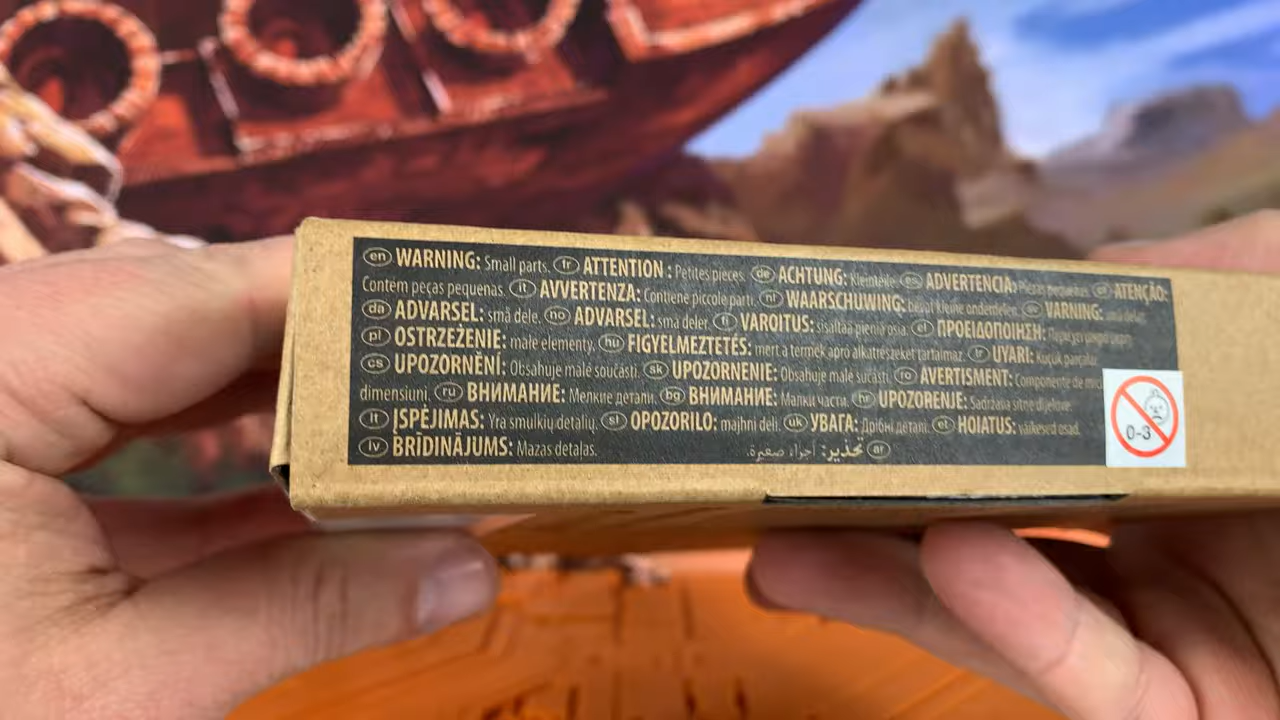 en WARNING: Small parts. fr ATTENTION : Petites pièces. de ACHTUNG: Kleinteile. es ADVERTENCIA: Piezas pequeñas. pt ATENÇÃO:
Contem peças pequenas. it AVVERTENZA: Contiene piccole parti. nl WAARSCHUWING: bevat kleine onderdelen. sv VARNING: små delar.
da ADVARSEL: små dele. no ADVARSEL: små deler. fi VAROITUS: sisältää pieniä osia. el ΠΡΟΕΙΔΟΠΟΙΗΣΗ:
pl OSTRZEŻENIE: małe elementy. hu FIGYELMEZTETÉS: mert a termék apró alkatrészeket tartalmaz. tr UYARI: Küçük parçalar.
cs UPOZORNĚNÍ: Obsahuje malé součásti. sk UPOZORNENIE: Obsahuje malé súčasti. ro AVERTISMENT: Componente de mici
dimensiuni. ru ВНИМАНИЕ: Мелкие детали. bg ВНИМАНИЕ: Малки части. hr UPOZORENJE: Sadržava sitne dijelove.
lt ĮSPĖJIMAS: Yra smulkių detalių. sl OPOZORILO: majhni deli. uk УВАГА: Дрібні деталі. et HOIATUS: väikesed osad.
lv BRĪDINĀJUMS: Mazas detaļas. ar تحذير: أجزاء صغيرة.
0-3